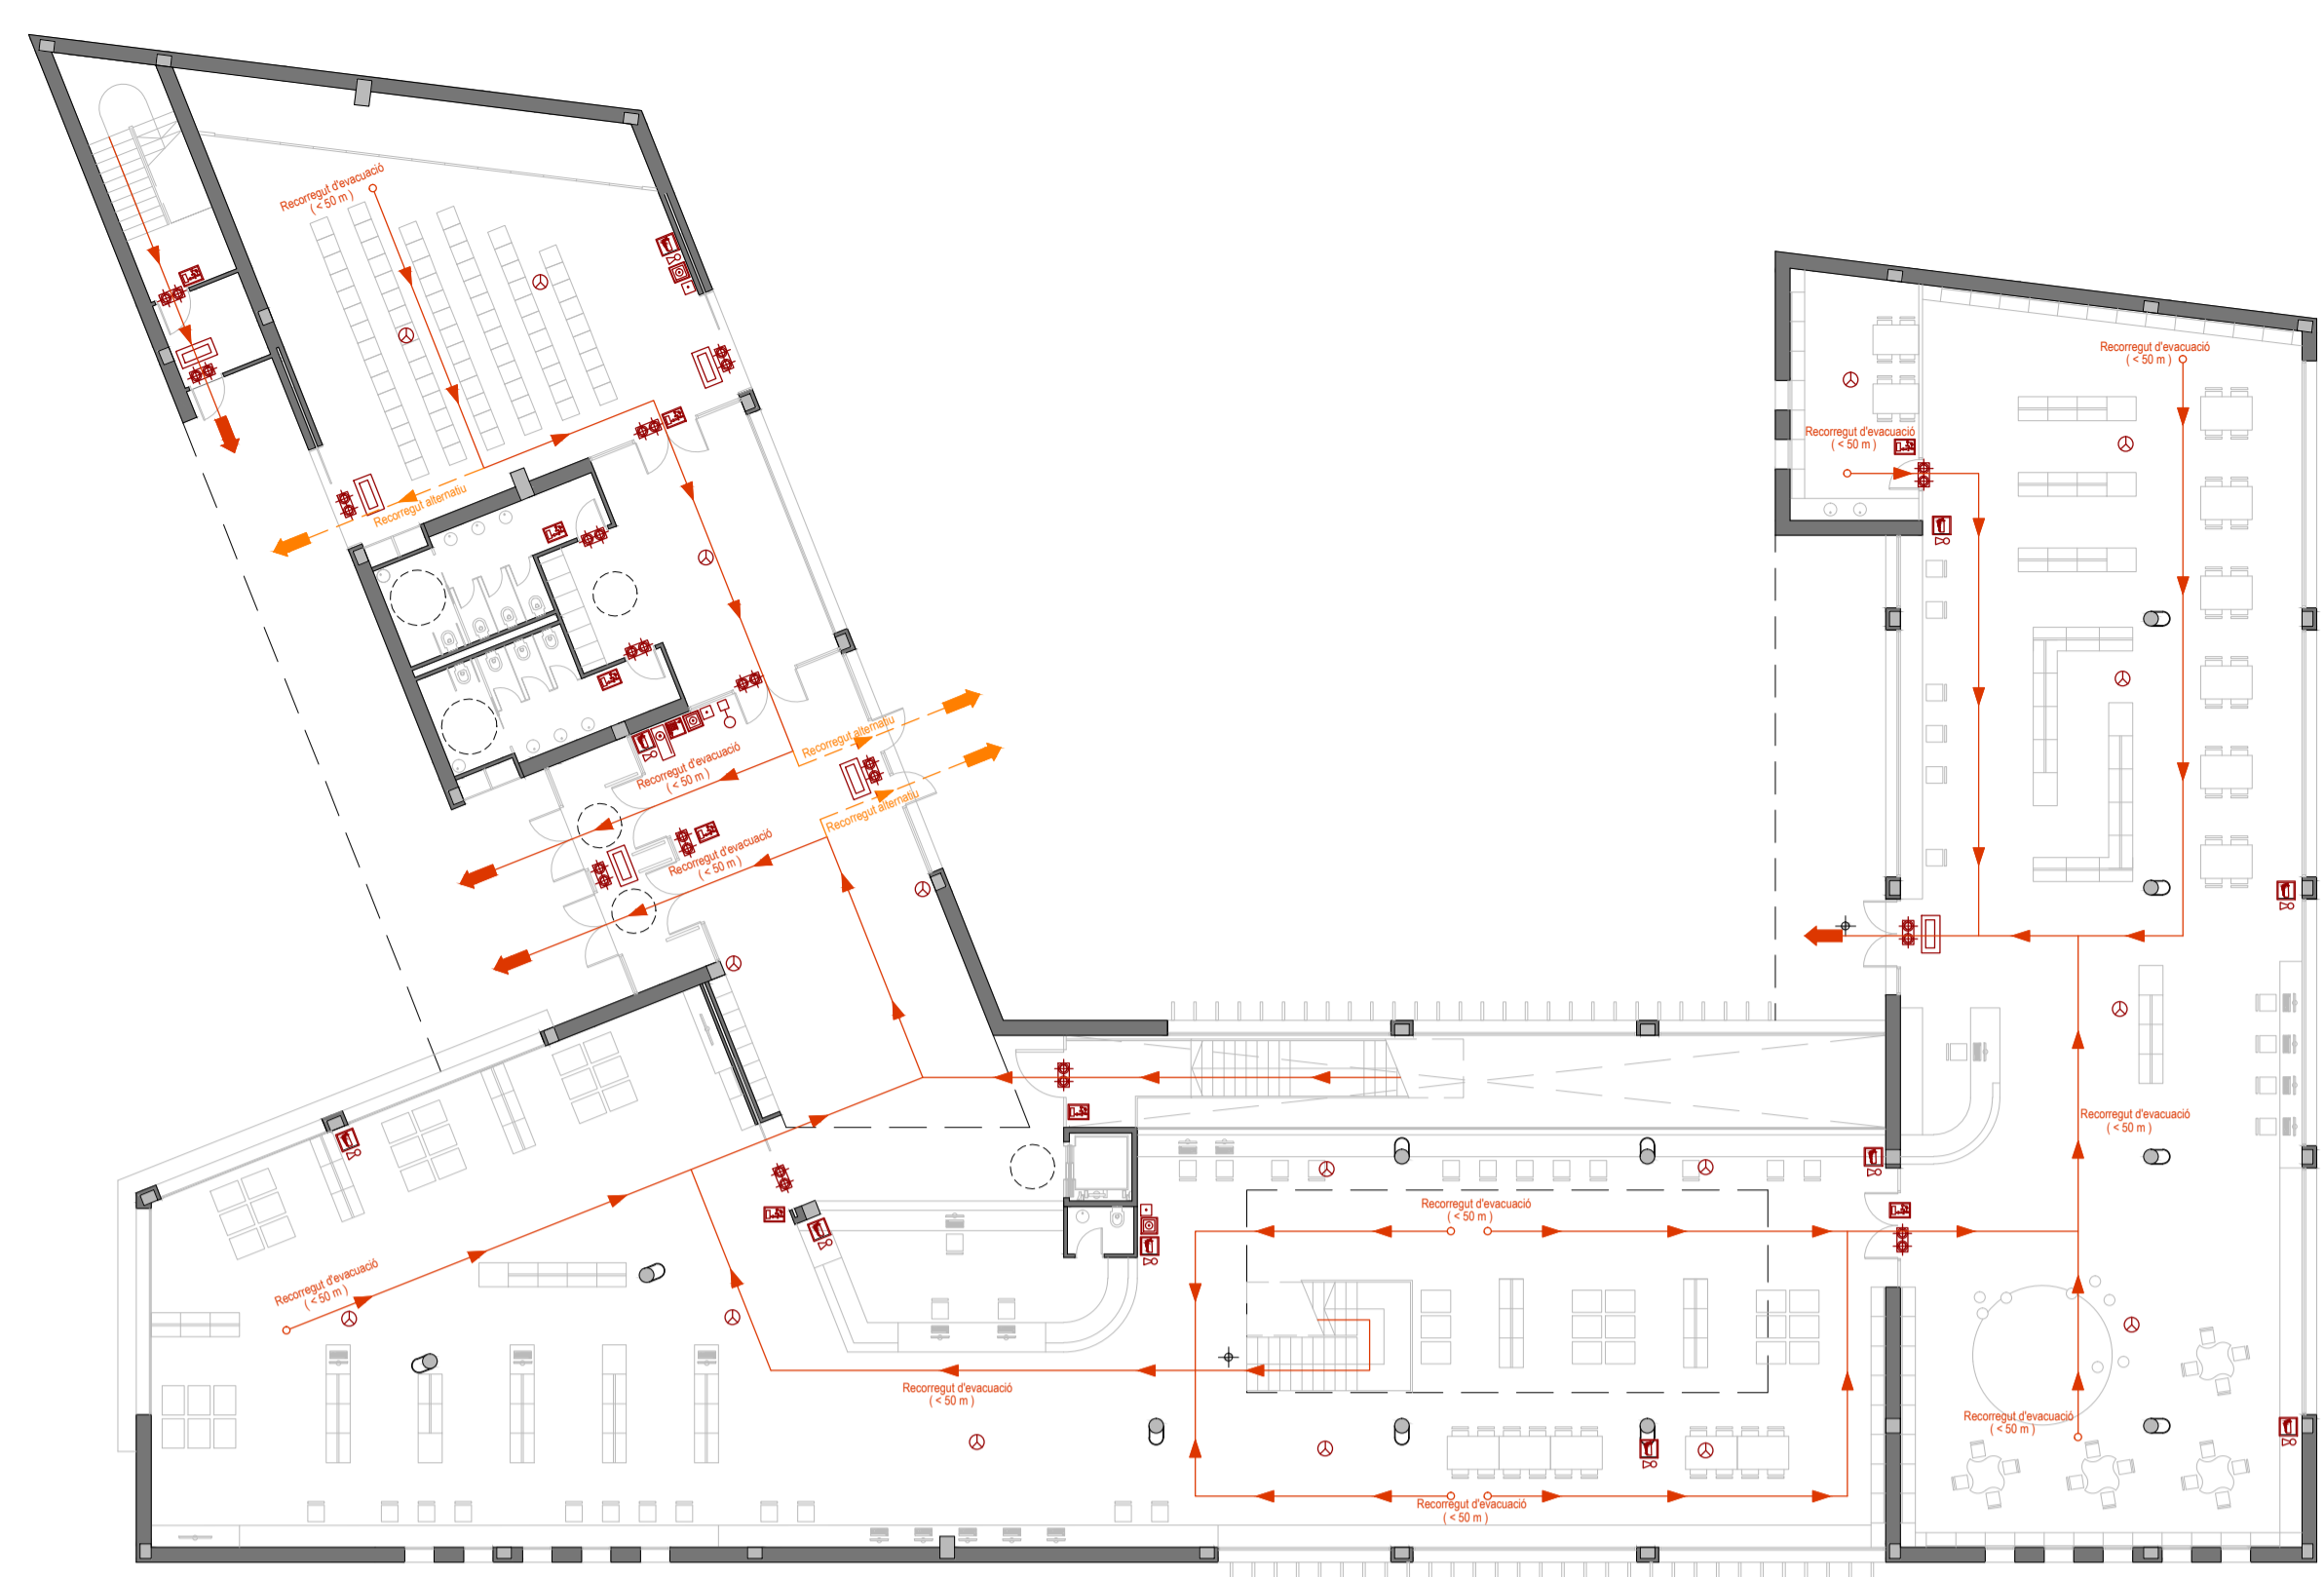 Recorregut d'evacuació
( < 50 m )
Recorregut alternatiu
Recorregut d'evacuació
( < 50 m )
Recorregut d'evacuació
( < 50 m )
Recorregut alternatiu
Recorregut d'evacuació
( < 50 m )
Recorregut alternatiu
Recorregut d'evacuació
( < 50 m )
Recorregut d'evacuació
( < 50 m )
Recorregut d'evacuació
( < 50 m )
Recorregut d'evacuació
( < 50 m )
Recorregut d'evacuació
( < 50 m )
Recorregut d'evacuació
( < 50 m )
Recorregut d'evacuació
( < 50 m )
Recorregut d'evacuació
( < 50 m )